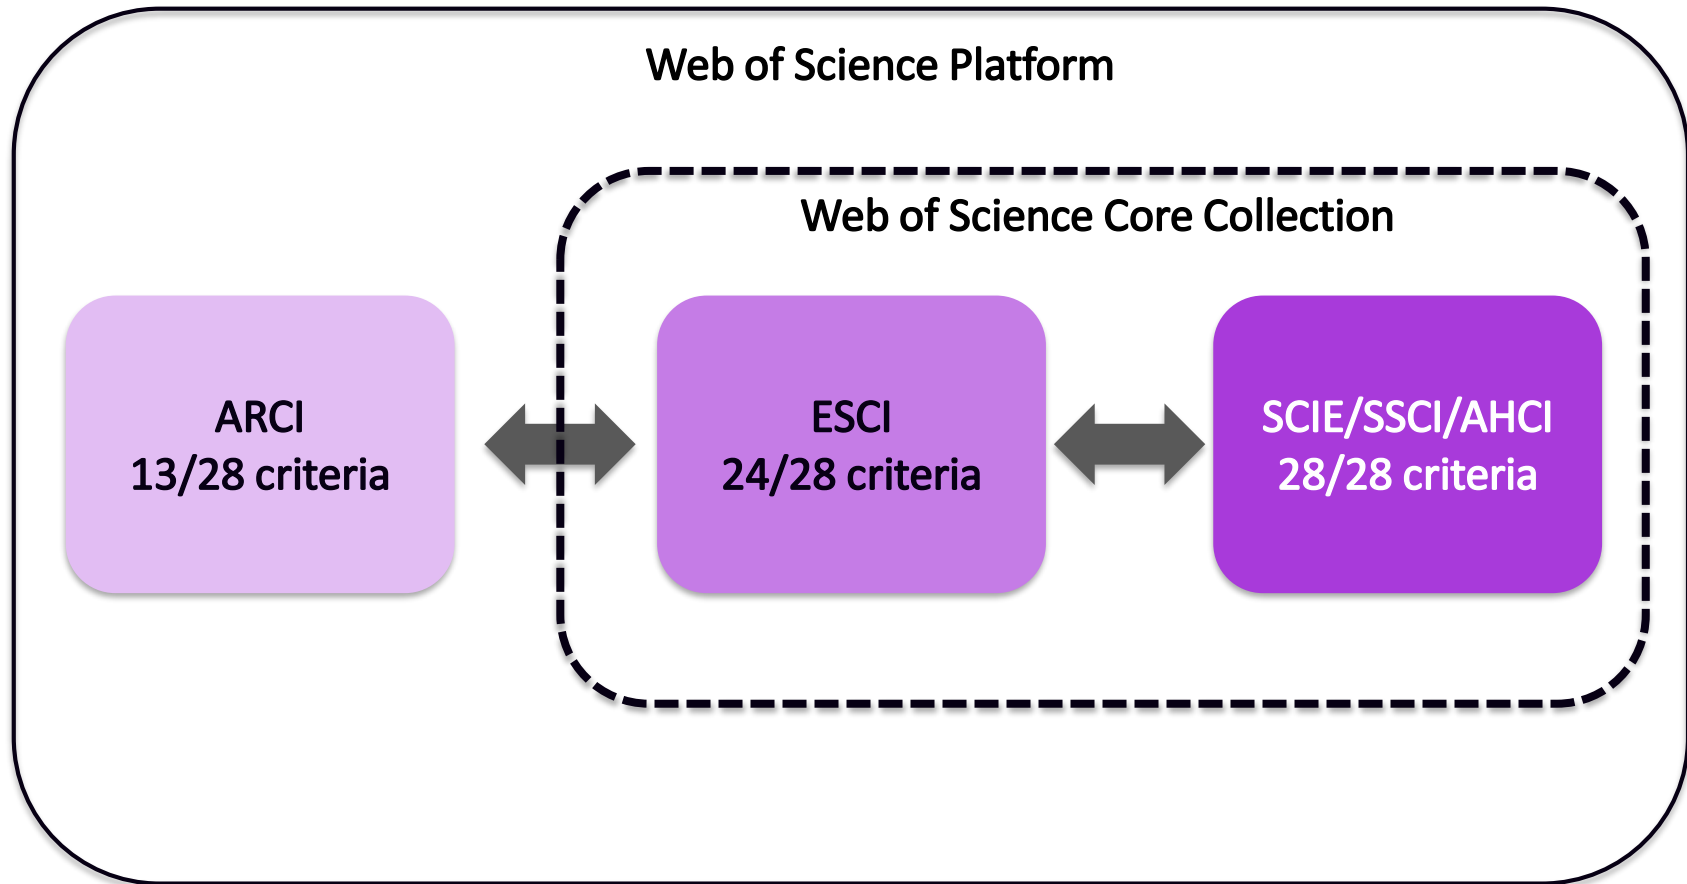 Web of Science Platform
Web of Science Core Collection
ARCI
13/28 criteria
ESCI
24/28 criteria
SCIE/SSCI/AHCI
28/28 criteria